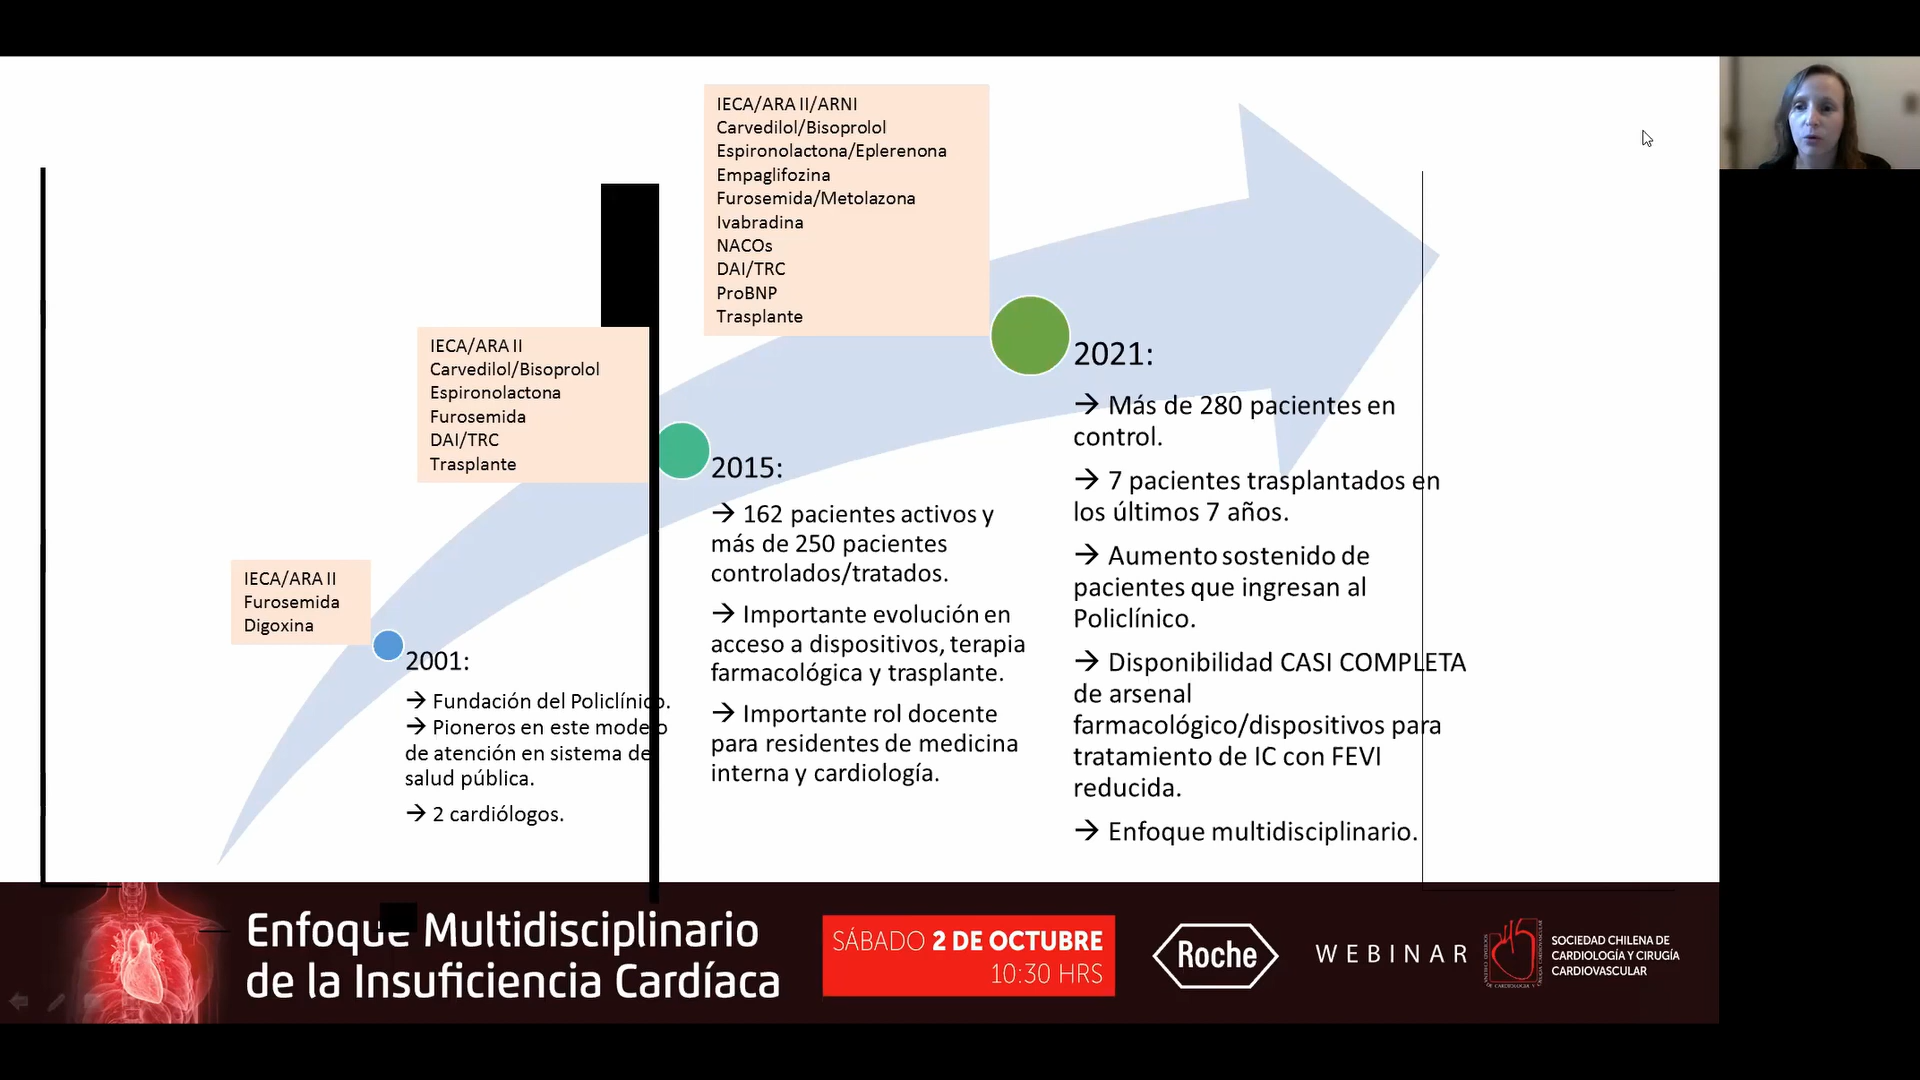 IECA/ARA II/ARNI
Carvedilol/Bisoprolol
Espironolactona/Eplerenona
Empaglifozina
Furosemida/Metolazona
Ivabradina
NACOs
DAI/TRC
ProBNP
Trasplante
IECA/ARA II
Carvedilol/Bisoprolol
Espironolactona
Furosemida
DAI/TRC
Trasplante
IECA/ARA II
Furosemida
Digoxina
2001:
→ Fundación del Policlínico.
→ Pioneros en este modelo
de atención en sistema de
salud pública.
→ 2 cardiólogos.
2015:
→ 162 pacientes activos y
más de 250 pacientes
controlados/tratados.
→ Importante evolución en
acceso a dispositivos, terapia
farmacológica y trasplante.
→ Importante rol docente
para residentes de medicina
interna y cardiología.
2021:
→ Más de 280 pacientes en
control.
→ 7 pacientes trasplantados en
los últimos 7 años.
→ Aumento sostenido de
pacientes que ingresan al
Policlínico.
→ Disponibilidad CASI COMPLETA
de arsenal
farmacológico/dispositivos para
tratamiento de IC con FEVI
reducida.
→ Enfoque multidisciplinario.
Enfoque Multidisciplinario
de la Insuficiencia Cardíaca
SÁBADO 2 DE OCTUBRE
10:30 HRS
Roche
WEBINAR
SOCIEDAD CHILENA DE
CARDIOLOGÍA Y CIRUGÍA
CARDIOVASCULAR